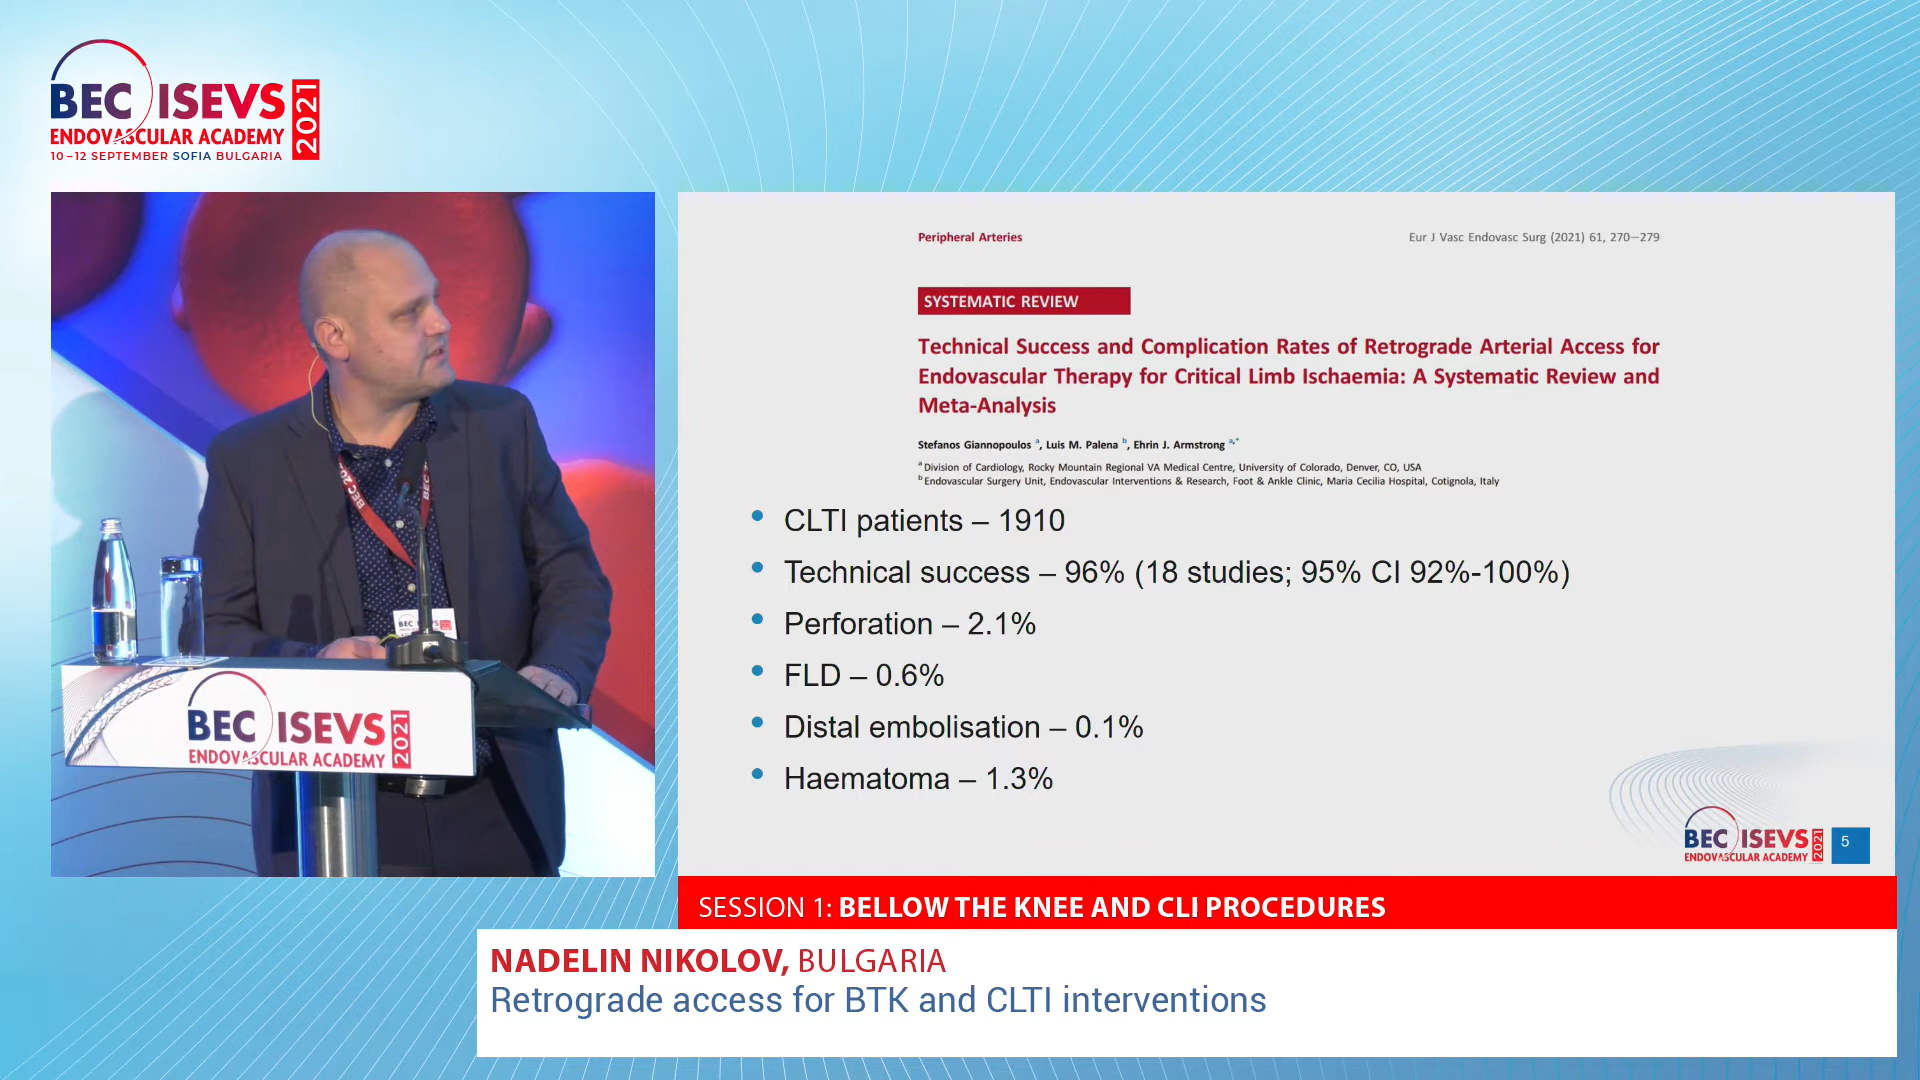 BEC ISEVS
ENDOVASCULAR ACADEMY
2021
10–12 SEPTEMBER SOFIA BULGARIA
BEC 20
BEC
BEC
BEC ISEVS
ENDOVASCULAR ACADEMY
2021
Peripheral Arteries
Eur J Vasc Endovasc Surg (2021) 61, 270–279
SYSTEMATIC REVIEW
Technical Success and Complication Rates of Retrograde Arterial Access for
Endovascular Therapy for Critical Limb Ischaemia: A Systematic Review and
Meta-Analysis
Stefanos Giannopoulos a, Luis M. Palena b, Ehrin J. Armstrong a,*
a Division of Cardiology, Rocky Mountain Regional VA Medical Centre, University of Colorado, Denver, CO, USA
b Endovascular Surgery Unit, Endovascular Interventions & Research, Foot & Ankle Clinic, Maria Cecilia Hospital, Cotignola, Italy
• CLTI patients – 1910
• Technical success – 96% (18 studies; 95% CI 92%-100%)
• Perforation – 2.1%
• FLD – 0.6%
• Distal embolisation – 0.1%
• Haematoma – 1.3%
BEC ISEVS
ENDOVASCULAR ACADEMY
2021
5
SESSION 1: BELLOW THE KNEE AND CLI PROCEDURES
NADELIN NIKOLOV, BULGARIA
Retrograde access for BTK and CLTI interventions